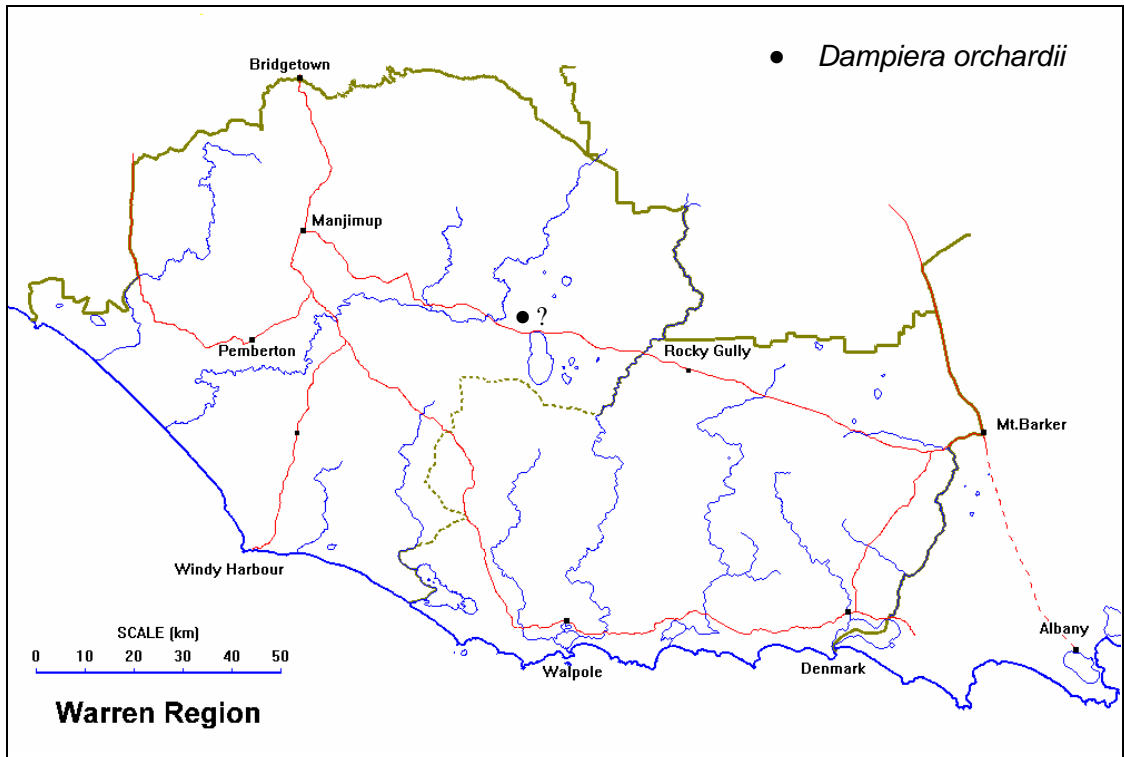 ● Dampiera orchardii
Bridgetown
Manjimup
?
Pemberton
Rocky Gully
Mt.Barker
Windy Harbour
SCALE (km)
0 10 20 30 40 50
Walpole
Denmark
Albany
Warren Region